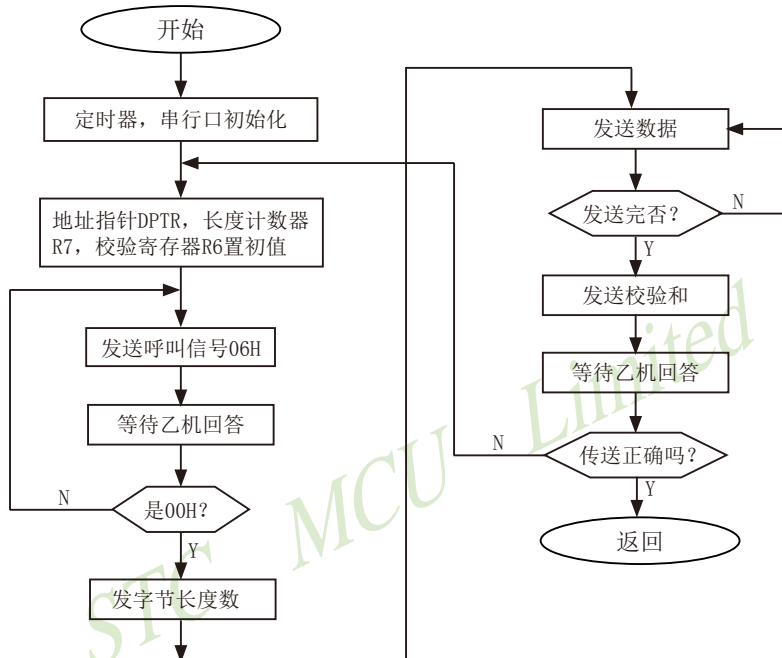 开始
定时器，串行口初始化
地址指针DPTR，长度计数器
R7，校验寄存器R6置初值
发送呼叫信号06H
等待乙机回答
是00H？
N
Y
发字节长度数
发送数据
发送完否？
N
Y
发送校验和
等待乙机回答
传送正确吗？
N
Y
返回
STC MCU Limited